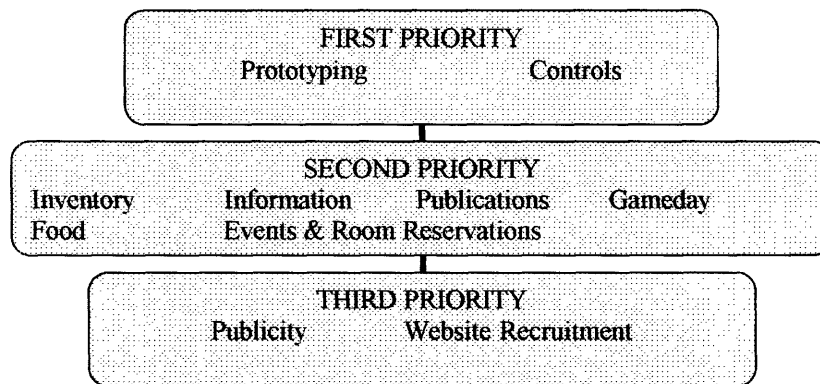 FIRST PRIORITY
Prototyping Controls
SECOND PRIORITY
Inventory Information Publications Gameday
Food Events & Room Reservations
THIRD PRIORITY
Publicity Website Recruitment